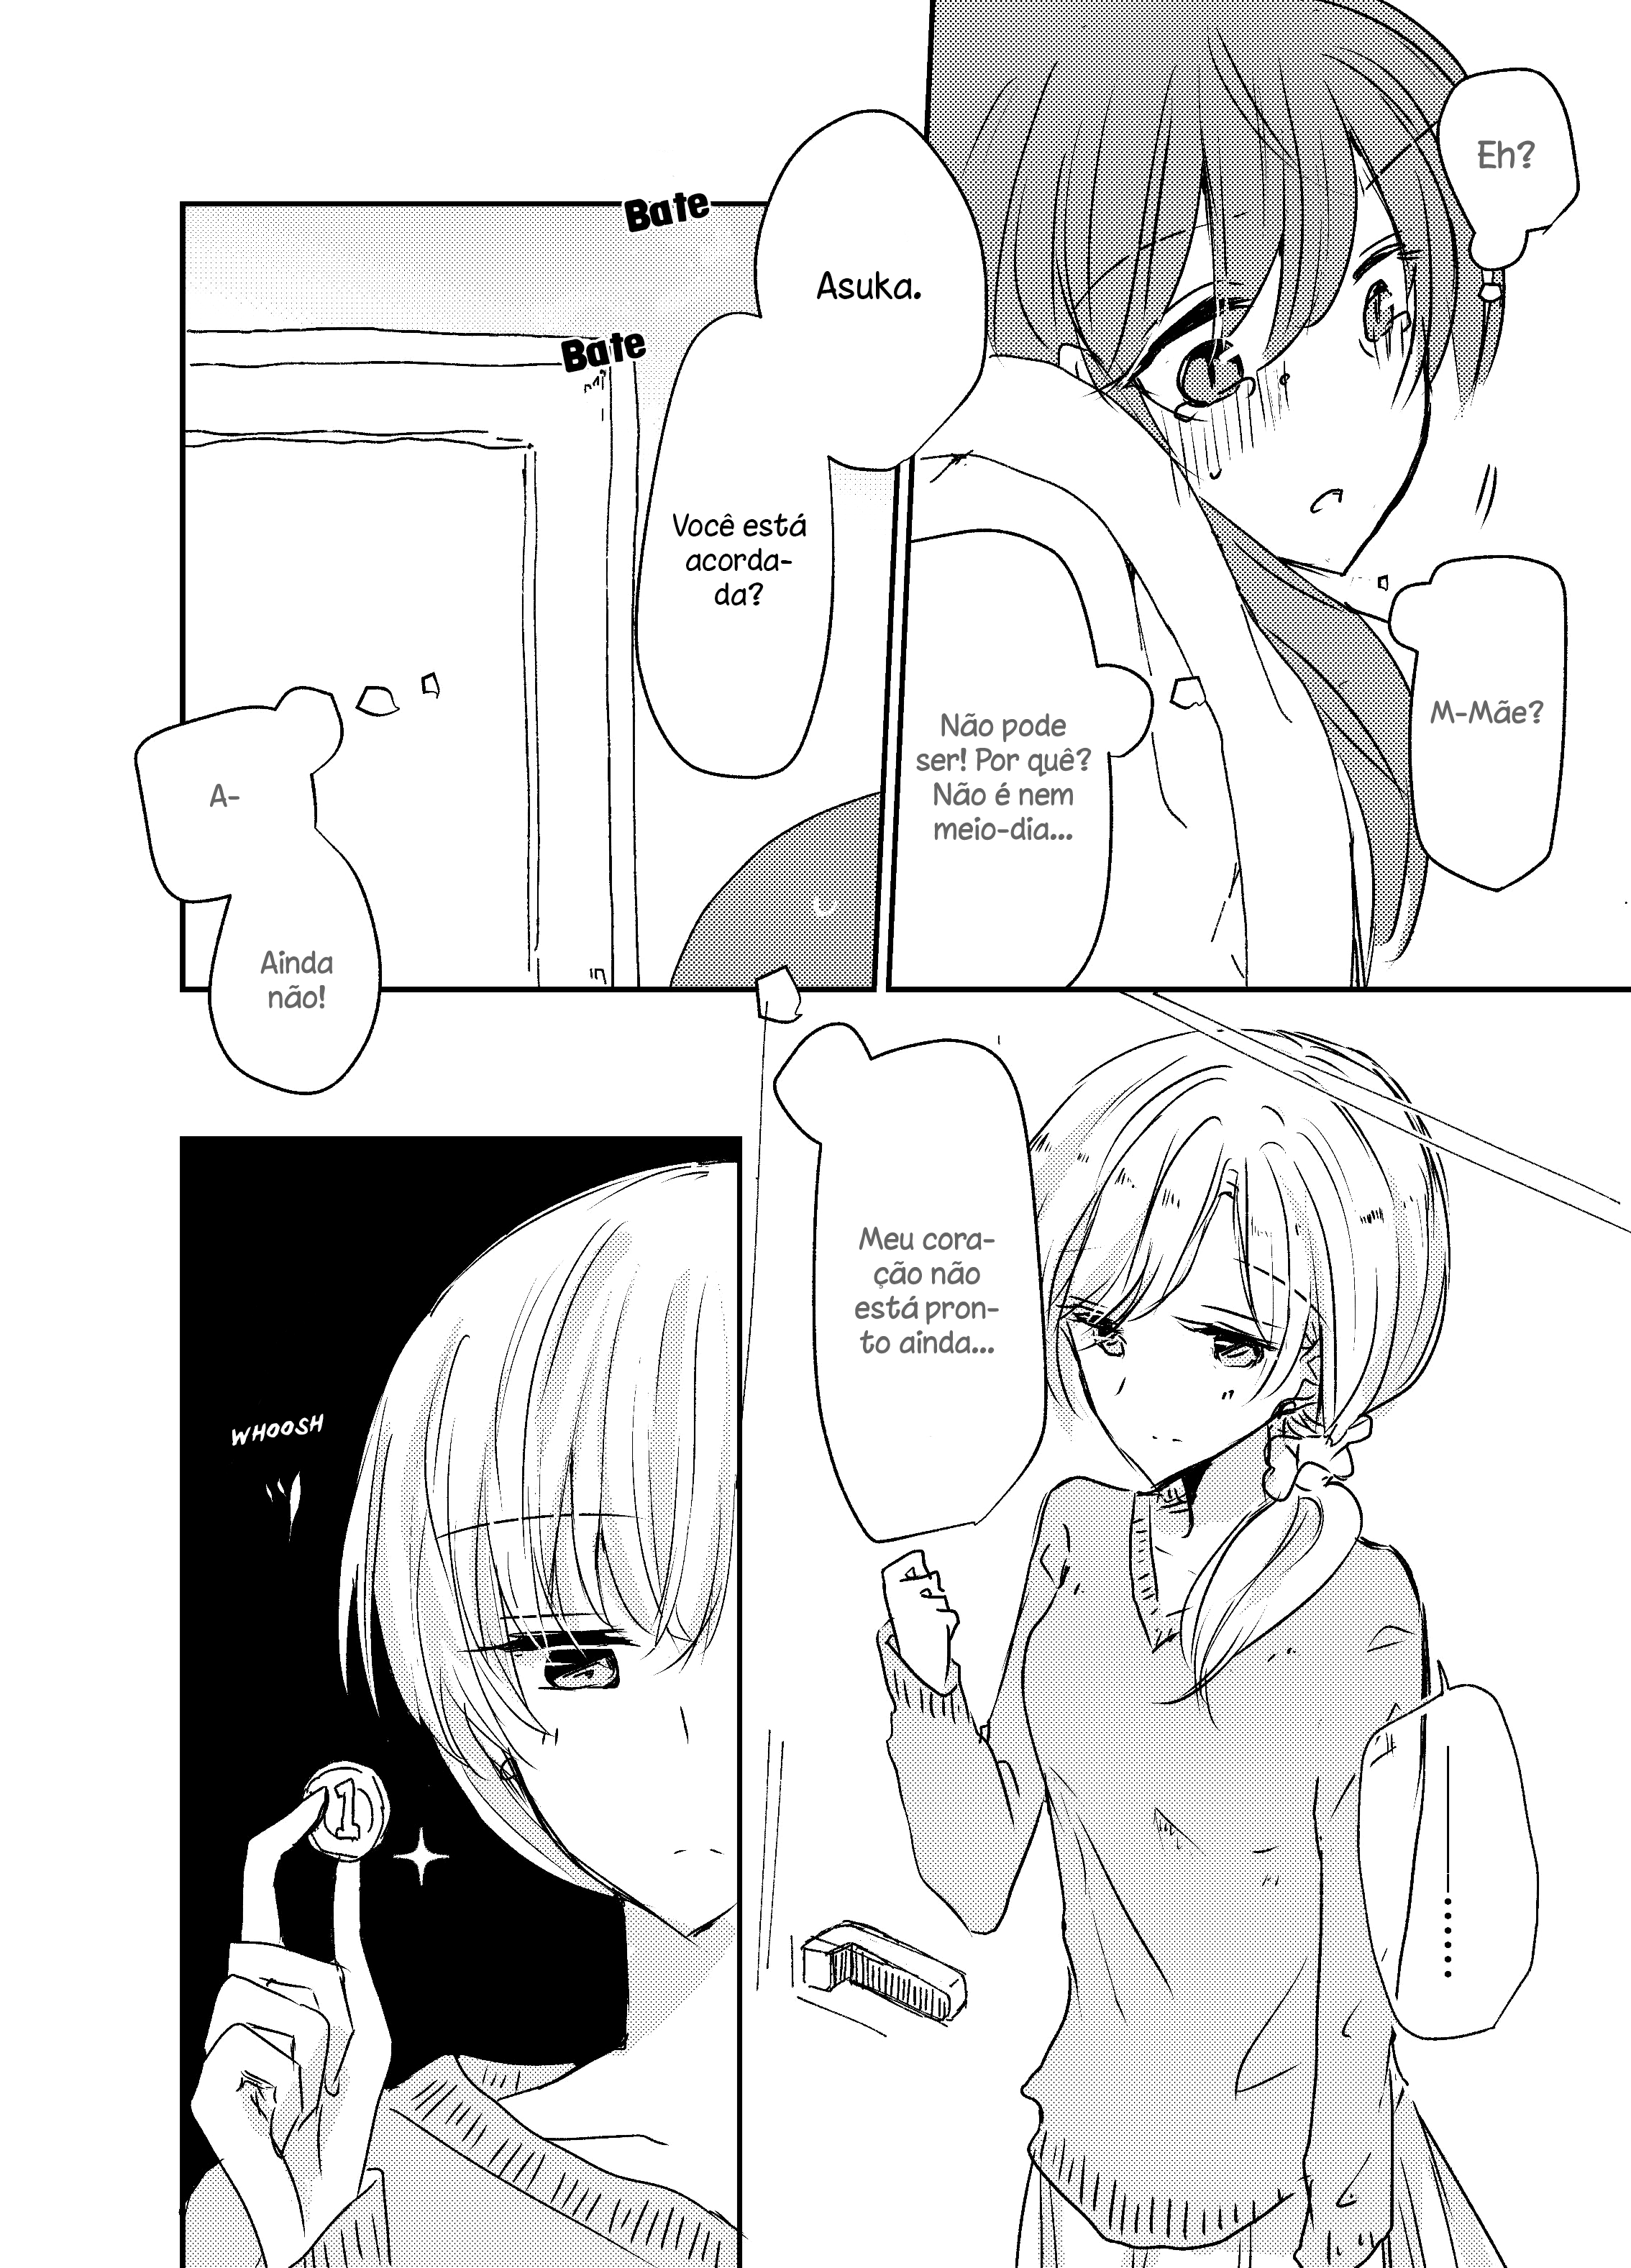 Eh?
M-Mãe?
Não pode
ser! Por quê?
Não é nem
meio-dia...
Bate
Asuka.
Bate
Você está
acorda-
da?
A-
Ainda
não!
Meu cora-
ção não
está pron-
to ainda...
WHOOSH
1